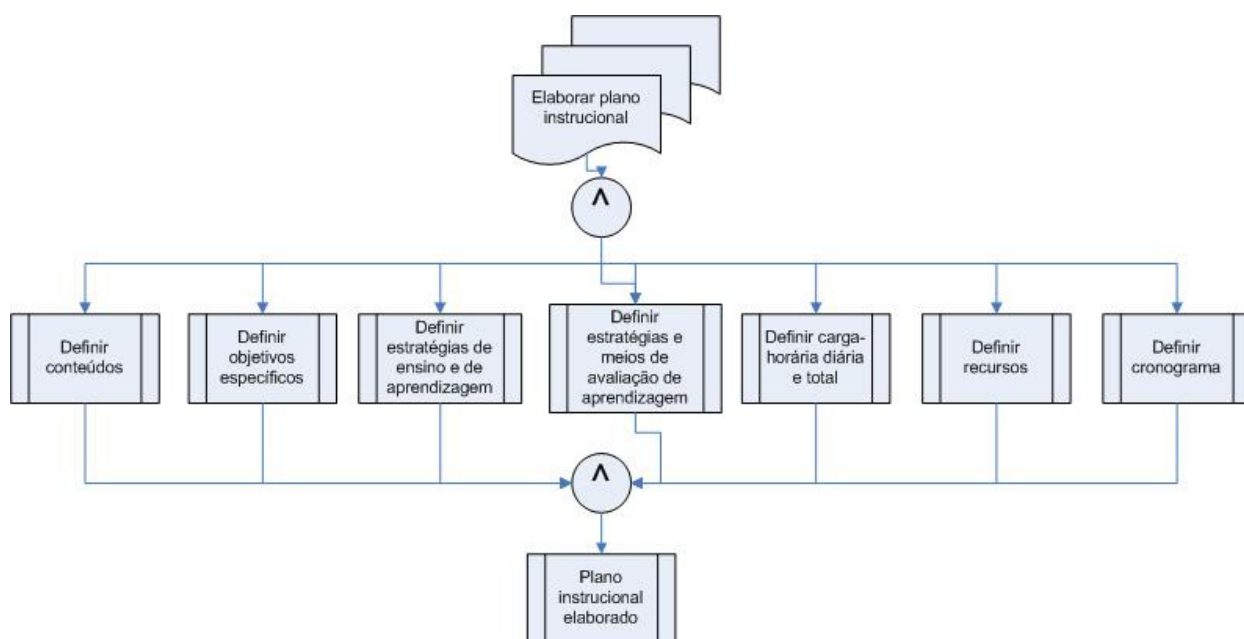 Elaborar plano
instrucional
^
Definir
conteúdos
Definir
objetivos
específicos
Definir
estratégias de
ensino e de
aprendizagem
Definir
estratégias e
meios de
avaliação de
aprendizagem
Definir carga-
horária diária
e total
Definir
recursos
Definir
cronograma
^
Plano
instrucional
elaborado